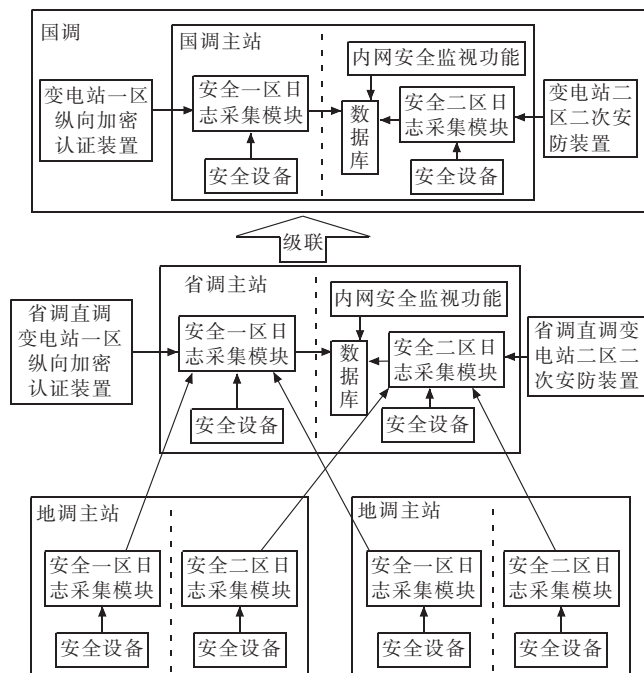 国调
国调主站
内网安全监视功能
变电站一区
纵向加密
认证装置
安全一区日
志采集模块
数
据
库
安全二区日
志采集模块
变电站二
区二次安
防装置
安全设备
安全设备
级联
省调主站
内网安全监视功能
省调直调
变电站一区
纵向加密
认证装置
安全一区日
志采集模块
数
据
库
安全二区日
志采集模块
省调直调变
电站二区二
次安防装置
安全设备
安全设备
地调主站
安全一区日
志采集模块
安全二区日
志采集模块
安全设备
安全设备
地调主站
安全一区日
志采集模块
安全二区日
志采集模块
安全设备
安全设备